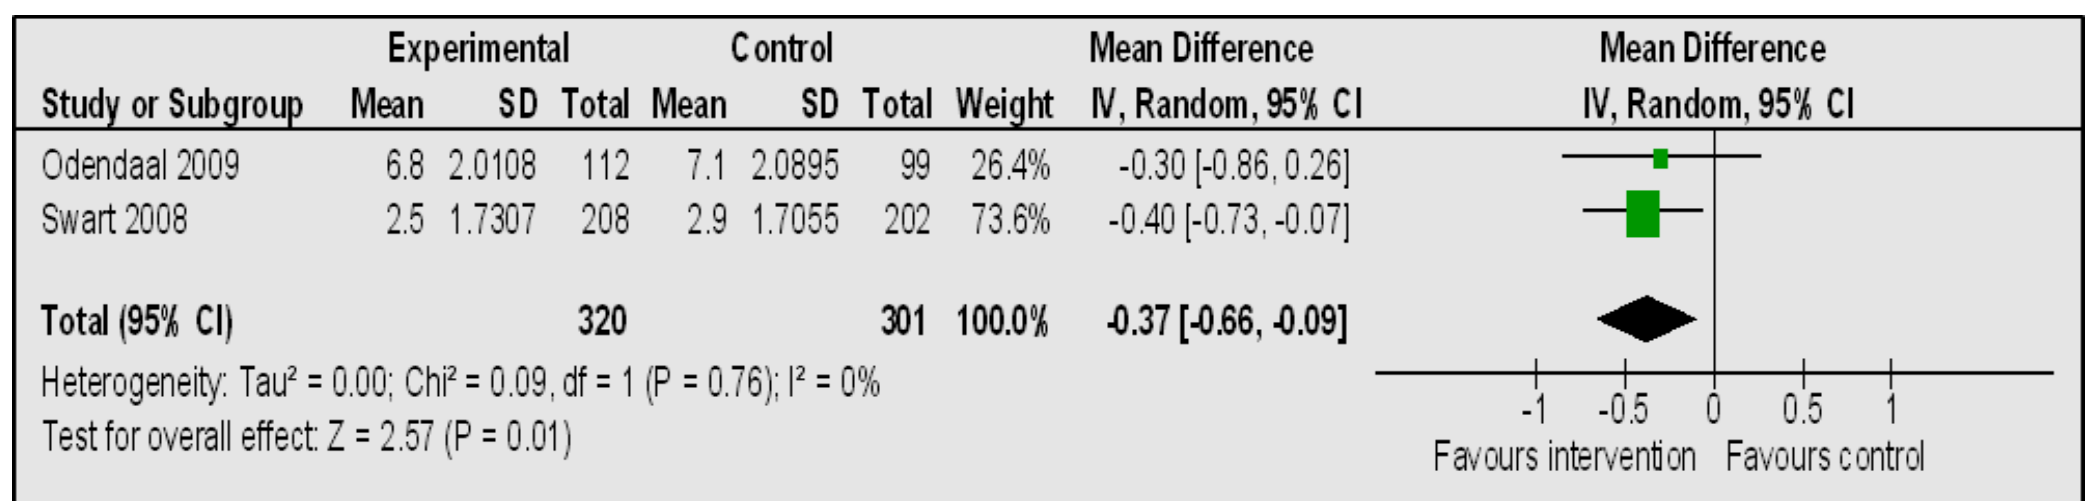 Experimental Control Mean Difference Mean Difference
Study or Subgroup Mean SD Total Mean SD Total Weight IV, Random, 95% CI IV, Random, 95% CI
Odendaal 2009 6.8 2.0108 112 7.1 2.0895 99 26.4% -0.30 [-0.86, 0.26]
Swart 2008 2.5 1.7307 208 2.9 1.7055 202 73.6% -0.40 [-0.73, -0.07]
Total (95% CI) 320 301 100.0% -0.37 [-0.66, -0.09]
Heterogeneity: Tau² = 0.00; Chi² = 0.09, df = 1 (P = 0.76); I² = 0%
Test for overall effect: Z = 2.57 (P = 0.01)
-1 -0.5 0 0.5 1
Favours intervention Favours control